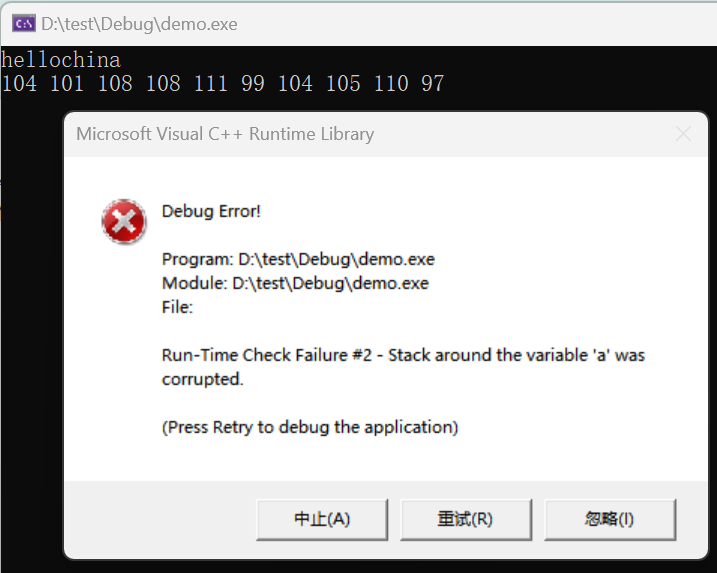 D:\test\Debug\demo.exe
hellochina
104 101 108 108 111 99 104 105 110 97
Microsoft Visual C++ Runtime Library
Debug Error!
Program: D:\test\Debug\demo.exe
Module: D:\test\Debug\demo.exe
File:
Run-Time Check Failure #2 - Stack around the variable 'a' was
corrupted.
(Press Retry to debug the application)
中止(A) 重试(R) 忽略(I)